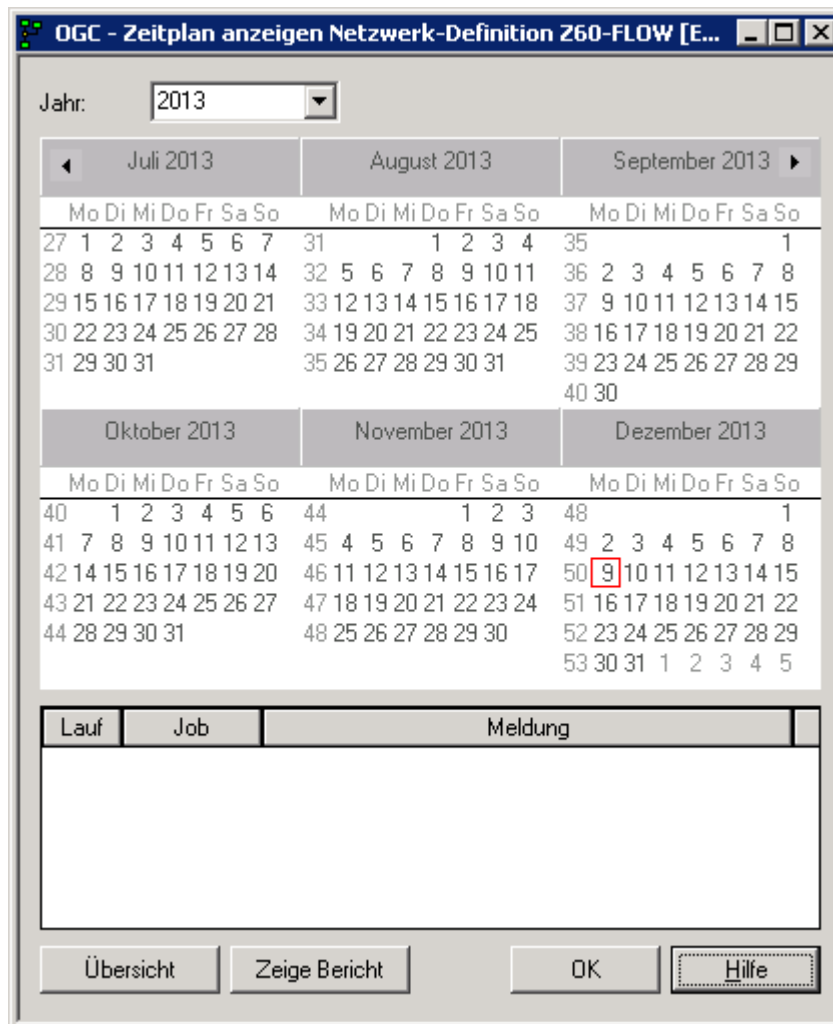 OGC - Zeitplan anzeigen Netzwerk-Definition Z60-FLOW [E...
Jahr: 2013
Juli 2013 August 2013 September 2013
Mo Di Mi Do Fr Sa So Mo Di Mi Do Fr Sa So Mo Di Mi Do Fr Sa So
27 1 2 3 4 5 6 7 31 1 2 3 4 35 1
28 8 9 10 11 12 13 14 32 5 6 7 8 9 10 11 36 2 3 4 5 6 7 8
29 15 16 17 18 19 20 21 33 12 13 14 15 16 17 18 37 9 10 11 12 13 14 15
30 22 23 24 25 26 27 28 34 19 20 21 22 23 24 25 38 16 17 18 19 20 21 22
31 29 30 31 35 26 27 28 29 30 31 39 23 24 25 26 27 28 29
40 30
Oktober 2013 November 2013 Dezember 2013
Mo Di Mi Do Fr Sa So Mo Di Mi Do Fr Sa So Mo Di Mi Do Fr Sa So
40 1 2 3 4 5 6 44 1 2 3 48 1
41 7 8 9 10 11 12 13 45 4 5 6 7 8 9 10 49 2 3 4 5 6 7 8
42 14 15 16 17 18 19 20 46 11 12 13 14 15 16 17 50 9 10 11 12 13 14 15
43 21 22 23 24 25 26 27 47 18 19 20 21 22 23 24 51 16 17 18 19 20 21 22
44 28 29 30 31 48 25 26 27 28 29 30 52 23 24 25 26 27 28 29
53 30 31 1 2 3 4 5
Lauf Job Meldung
Übersicht Zeige Bericht OK Hilfe